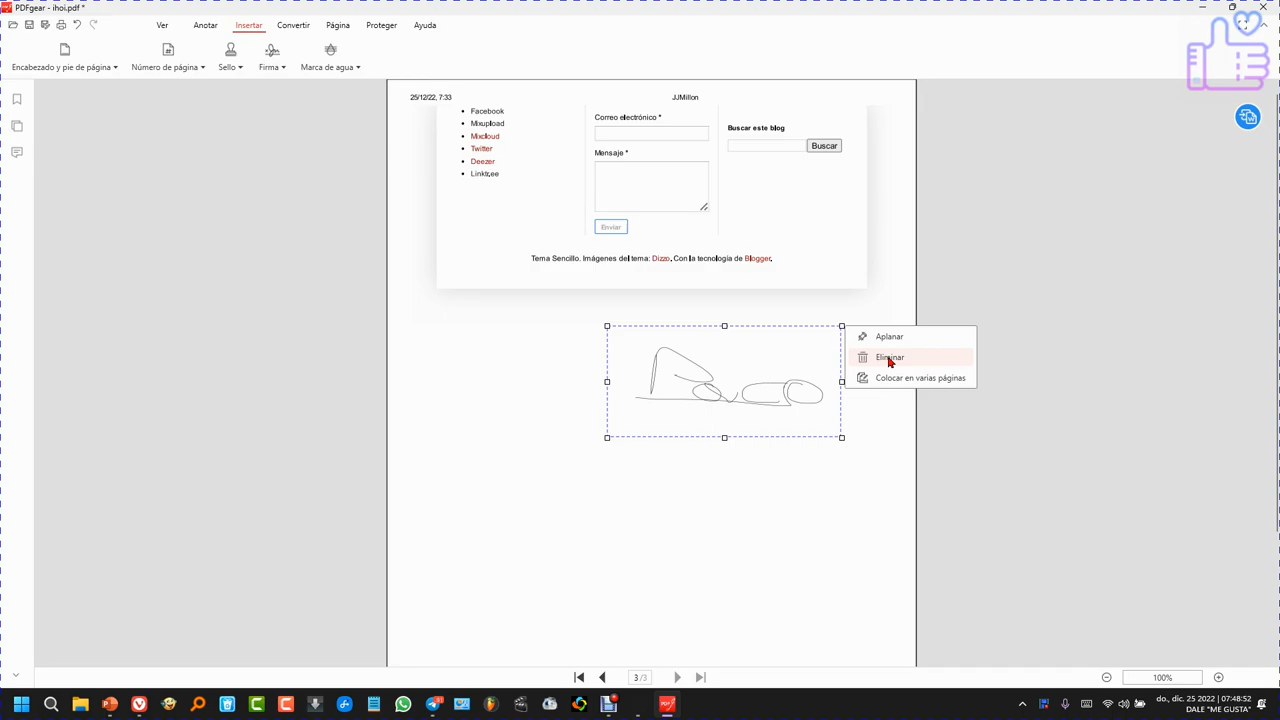 PDFgear - ihoi.pdf *
Ver
Anotar
Insertar
Convertir
Página
Proteger
Ayuda
Encabezado y pie de página
Número de página
Sello
Firma
Marca de agua
25/12/22, 7:33
JJMillon
Facebook
Mixupload
Mixcloud
Twitter
Deezer
Linktr,ee
Correo electrónico *
Mensaje *
Enviar
Buscar este blog
Buscar
Tema Sencillo. Imágenes del tema: Dizzo. Con la tecnología de Blogger.
Aplanar
Eliminar
Colocar en varias páginas
3 /3
100%
do., dic. 25 2022 | 07:48:52
DALE "ME GUSTA"